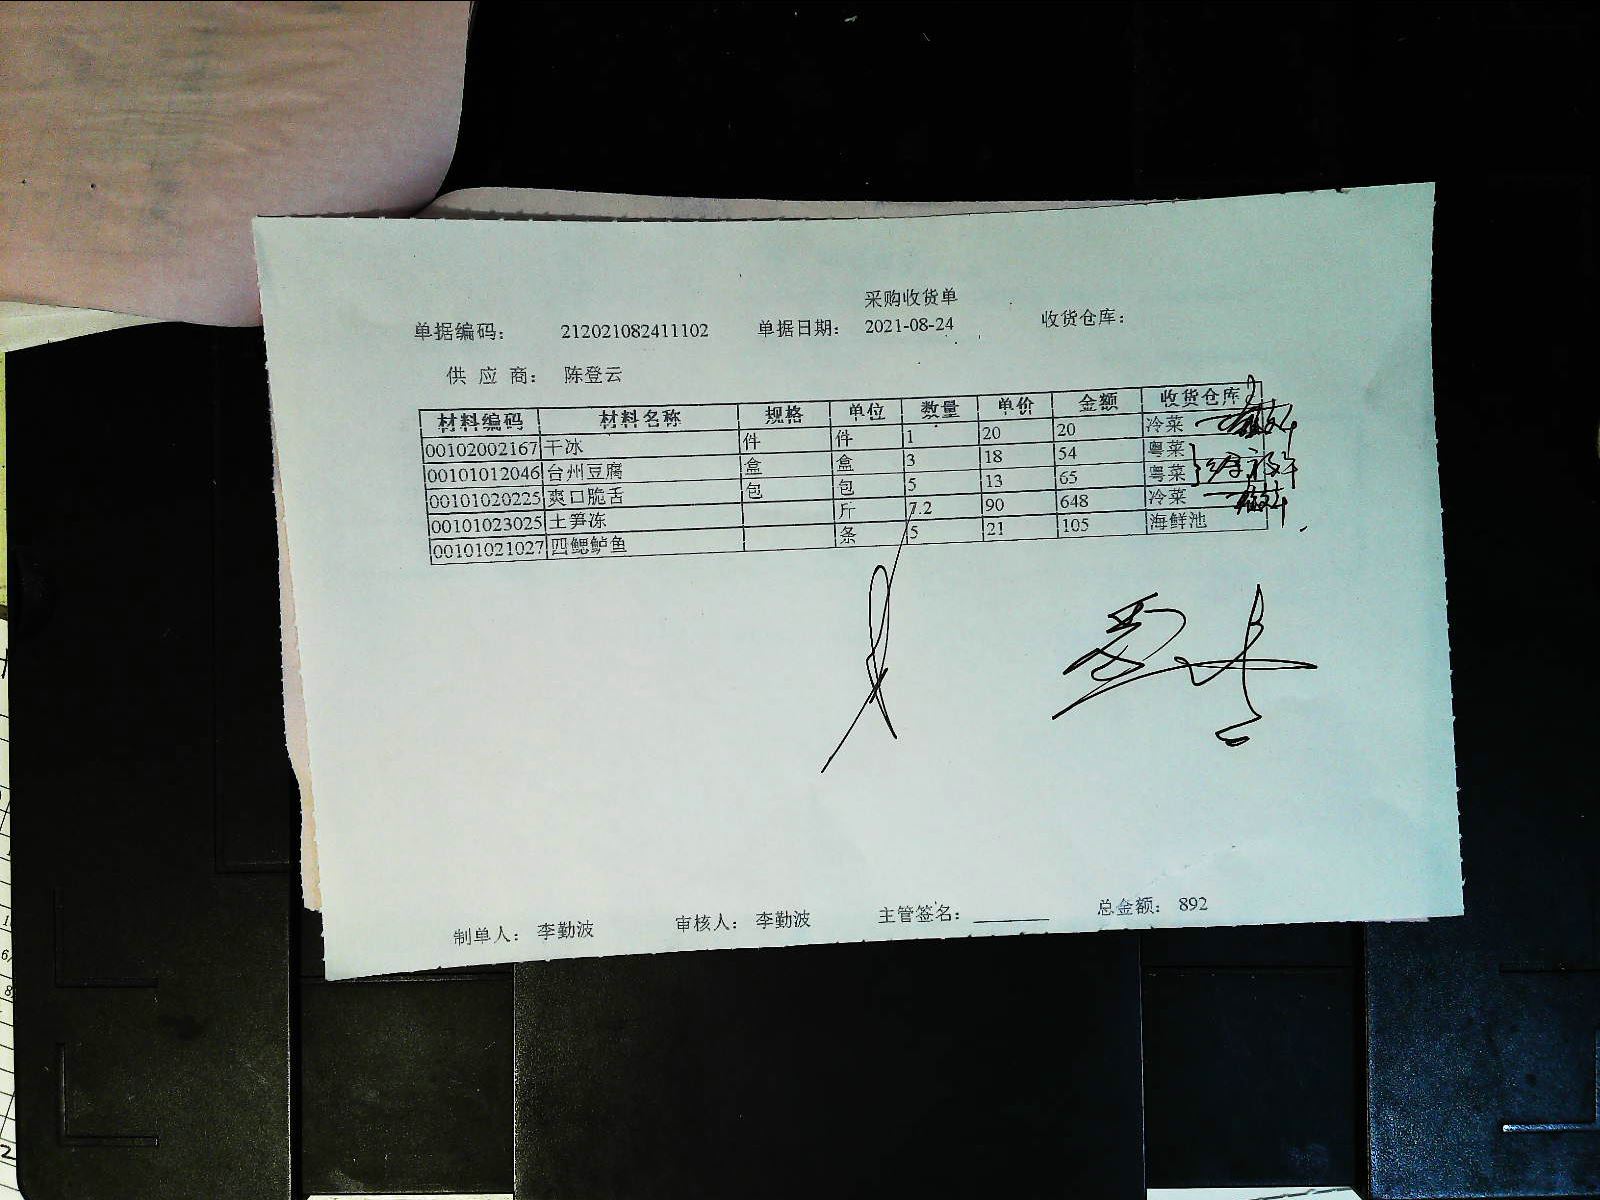 采购收货单
单据编码： 212021082411102 单据日期： 2021-08-24 收货仓库：
供 应 商： 陈登云
材料编码 材料名称 规格 单位 数量 单价 金额 收货仓库
00102002167 干冰 件 件 1 20 20 冷菜
00101012046 台州豆腐 盒 盒 3 18 54 粤菜
00101020225 爽口脆舌 包 包 5 13 65 粤菜
00101023025 土笋冻 斤 7.2 90 648 冷菜
00101021027 四鳃鲈鱼 条 5 21 105 海鲜池
制单人： 李勤波 审核人： 李勤波 主管签名： 总金额： 892